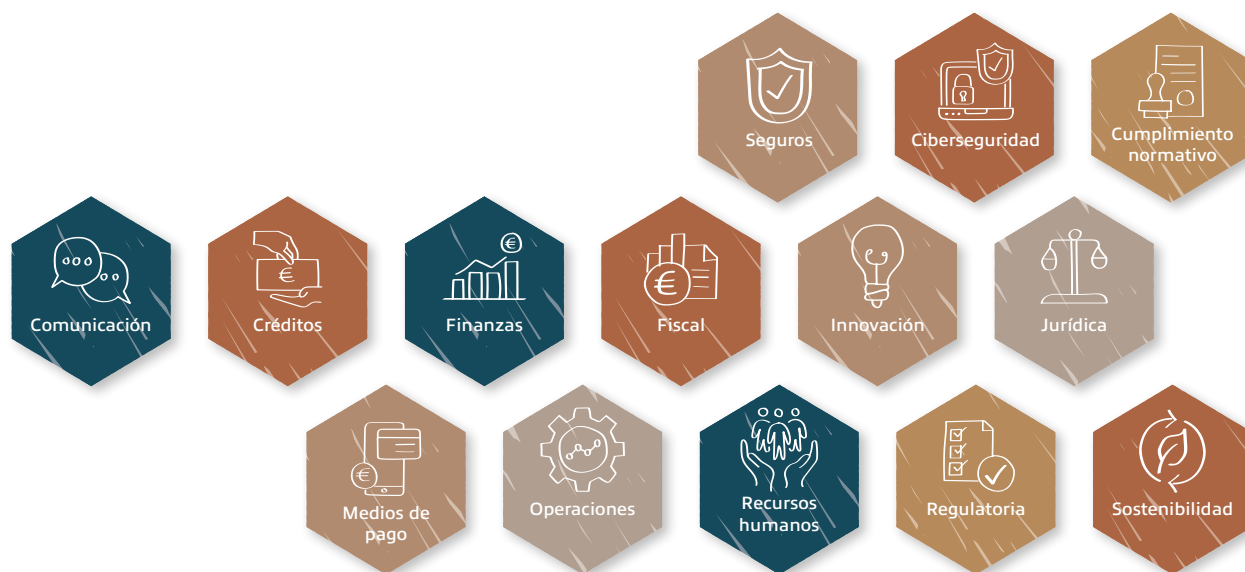 Seguros
Ciberseguridad
Cumplimiento
normativo
Comunicación
Créditos
Finanzas
Fiscal
Innovación
Jurídica
Medios de
pago
Operaciones
Recursos
humanos
Regulatoria
Sostenibilidad